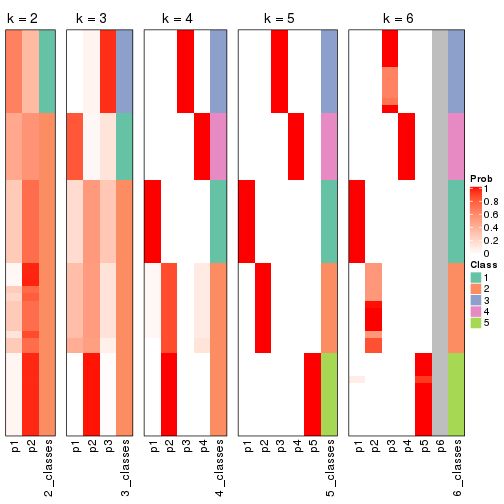 k = 2
k = 3
k = 4
k = 5
k = 6
p1
p2
2_classes
p1
p2
p3
3_classes
p1
p2
p3
p4
4_classes
p1
p2
p3
p4
p5
5_classes
p1
p2
p3
p4
p5
p6
6_classes
Prob
1
0.8
0.6
0.4
0.2
0
Class
1
2
3
4
5